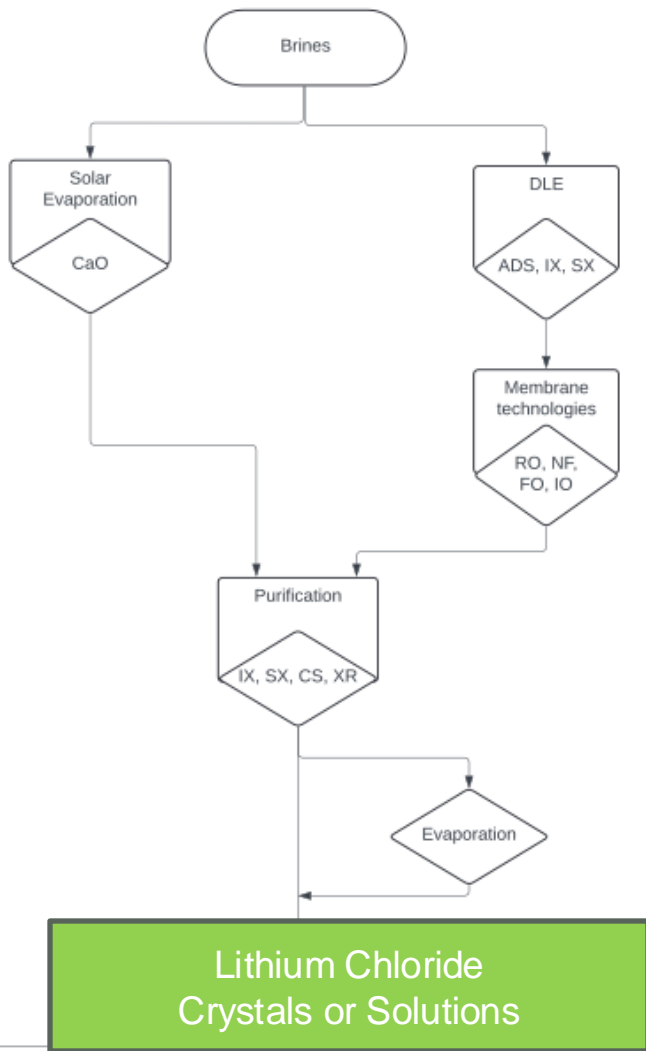 Brines
Solar
Evaporation
CaO
DLE
ADS, IX, SX
Membrane
technologies
RO, NF,
FO, IO
Purification
IX, SX, CS, XR
Evaporation
Lithium Chloride
Crystals or Solutions